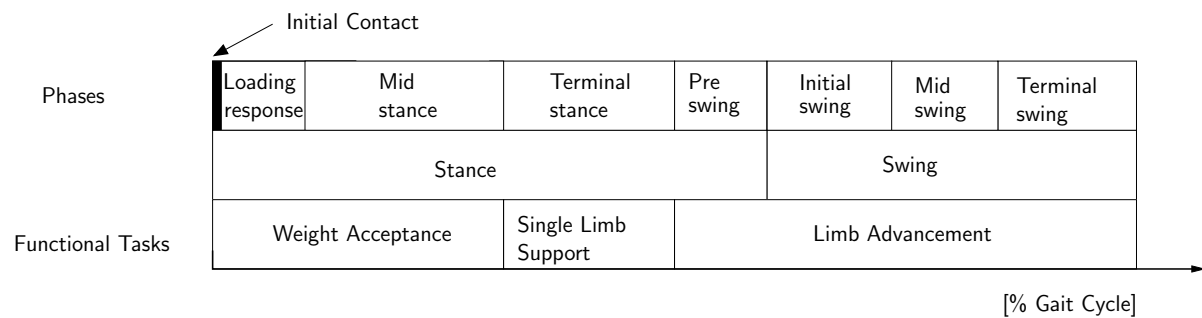 Initial Contact
Phases
Loading
response
Mid
stance
Terminal
stance
Pre
swing
Initial
swing
Mid
swing
Terminal
swing
Stance
Swing
Functional Tasks
Weight Acceptance
Single Limb
Support
Limb Advancement
[% Gait Cycle]